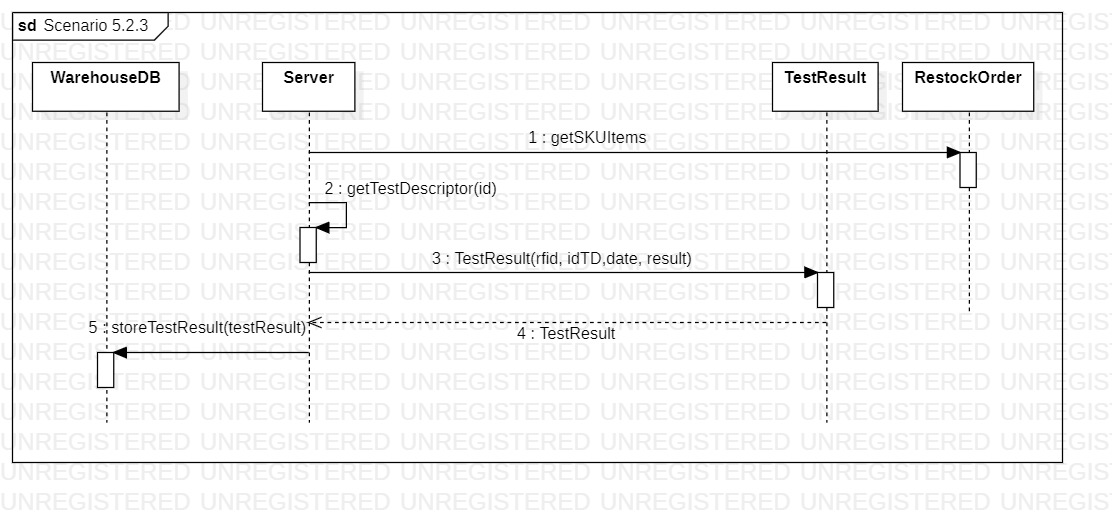 sd Scenario 5.2.3
WarehouseDB
Server
TestResult
RestockOrder
1 : getSKUItems
2 : getTestDescriptor(id)
3 : TestResult(rfid, idTD,date, result)
4 : TestResult
5 : storeTestResult(testResult)
UNREGISTERED UNREGISTERED UNREGISTERED UNREGISTERED UNREGISTERED UNREGISTERED